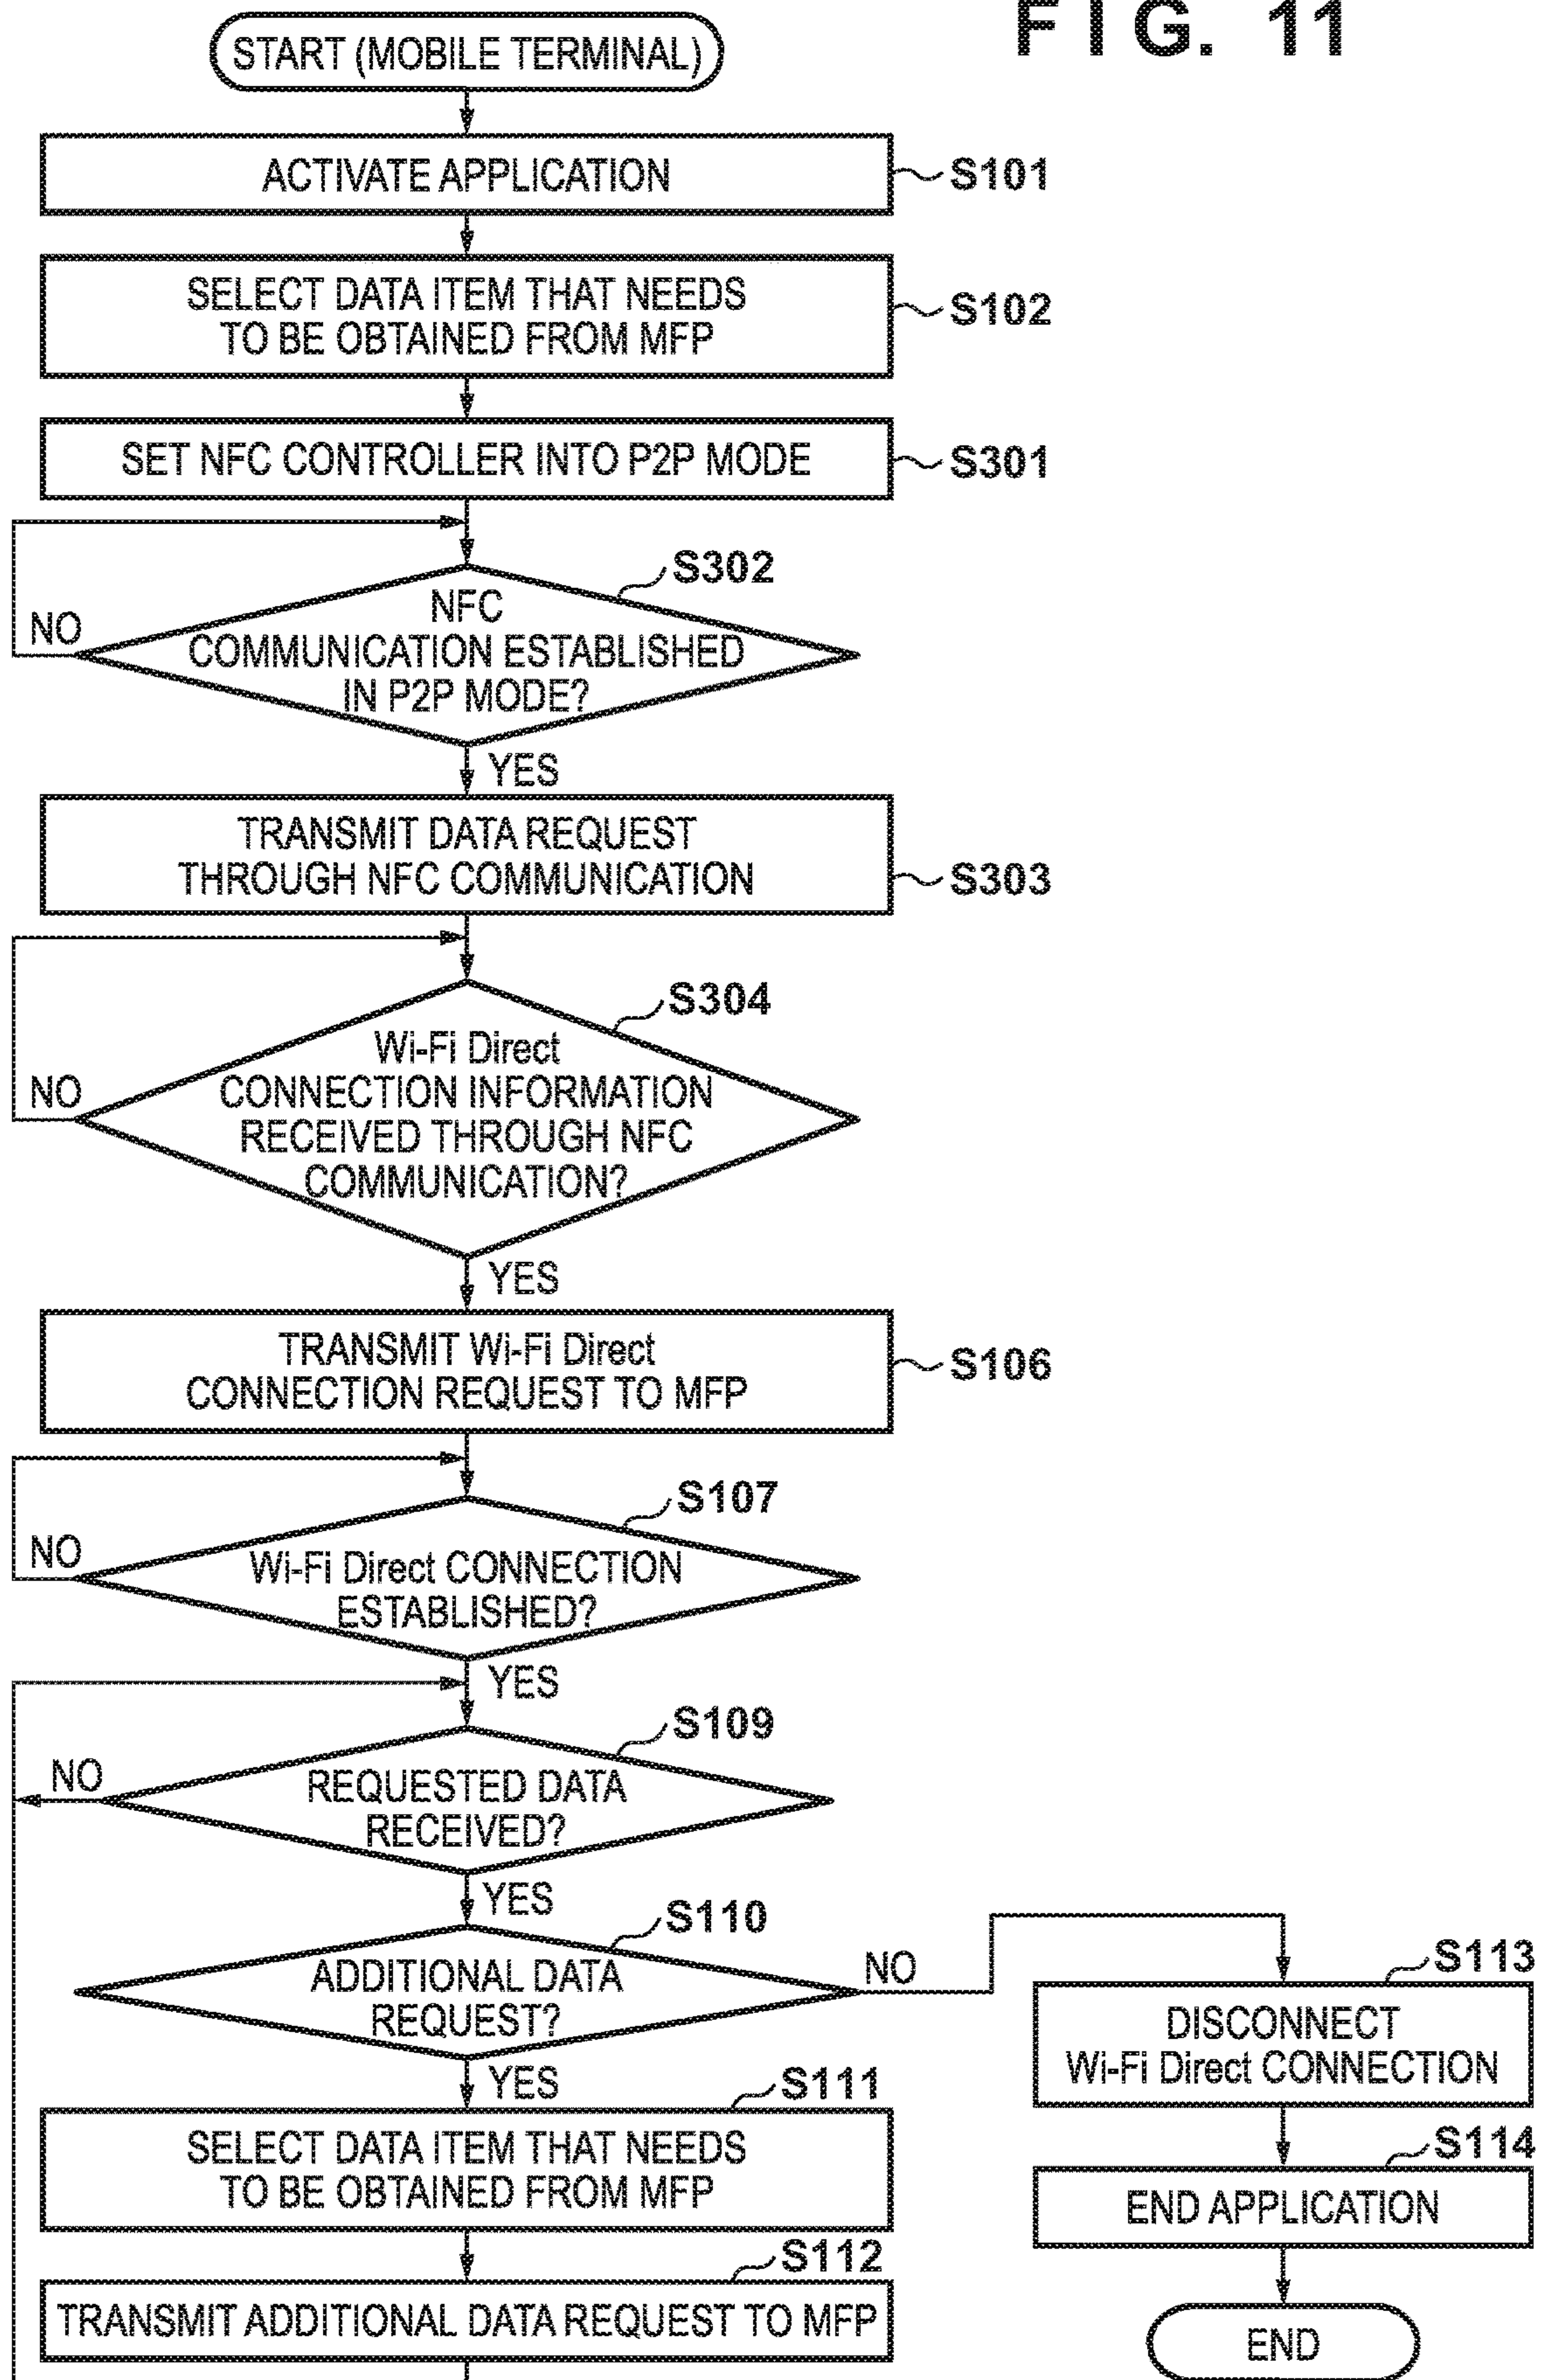 FIG. 11
START (MOBILE TERMINAL)
ACTIVATE APPLICATION
S101
SELECT DATA ITEM THAT NEEDS
TO BE OBTAINED FROM MFP
S102
SET NFC CONTROLLER INTO P2P MODE
S301
S302
NFC
COMMUNICATION ESTABLISHED
IN P2P MODE?
NO
YES
TRANSMIT DATA REQUEST
THROUGH NFC COMMUNICATION
S303
S304
Wi-Fi Direct
CONNECTION INFORMATION
RECEIVED THROUGH NFC
COMMUNICATION?
NO
YES
TRANSMIT Wi-Fi Direct
CONNECTION REQUEST TO MFP
S106
S107
Wi-Fi Direct CONNECTION
ESTABLISHED?
NO
YES
S109
REQUESTED DATA
RECEIVED?
NO
YES
S110
ADDITIONAL DATA
REQUEST?
NO
YES
S111
SELECT DATA ITEM THAT NEEDS
TO BE OBTAINED FROM MFP
S112
TRANSMIT ADDITIONAL DATA REQUEST TO MFP
S113
DISCONNECT
Wi-Fi Direct CONNECTION
S114
END APPLICATION
END